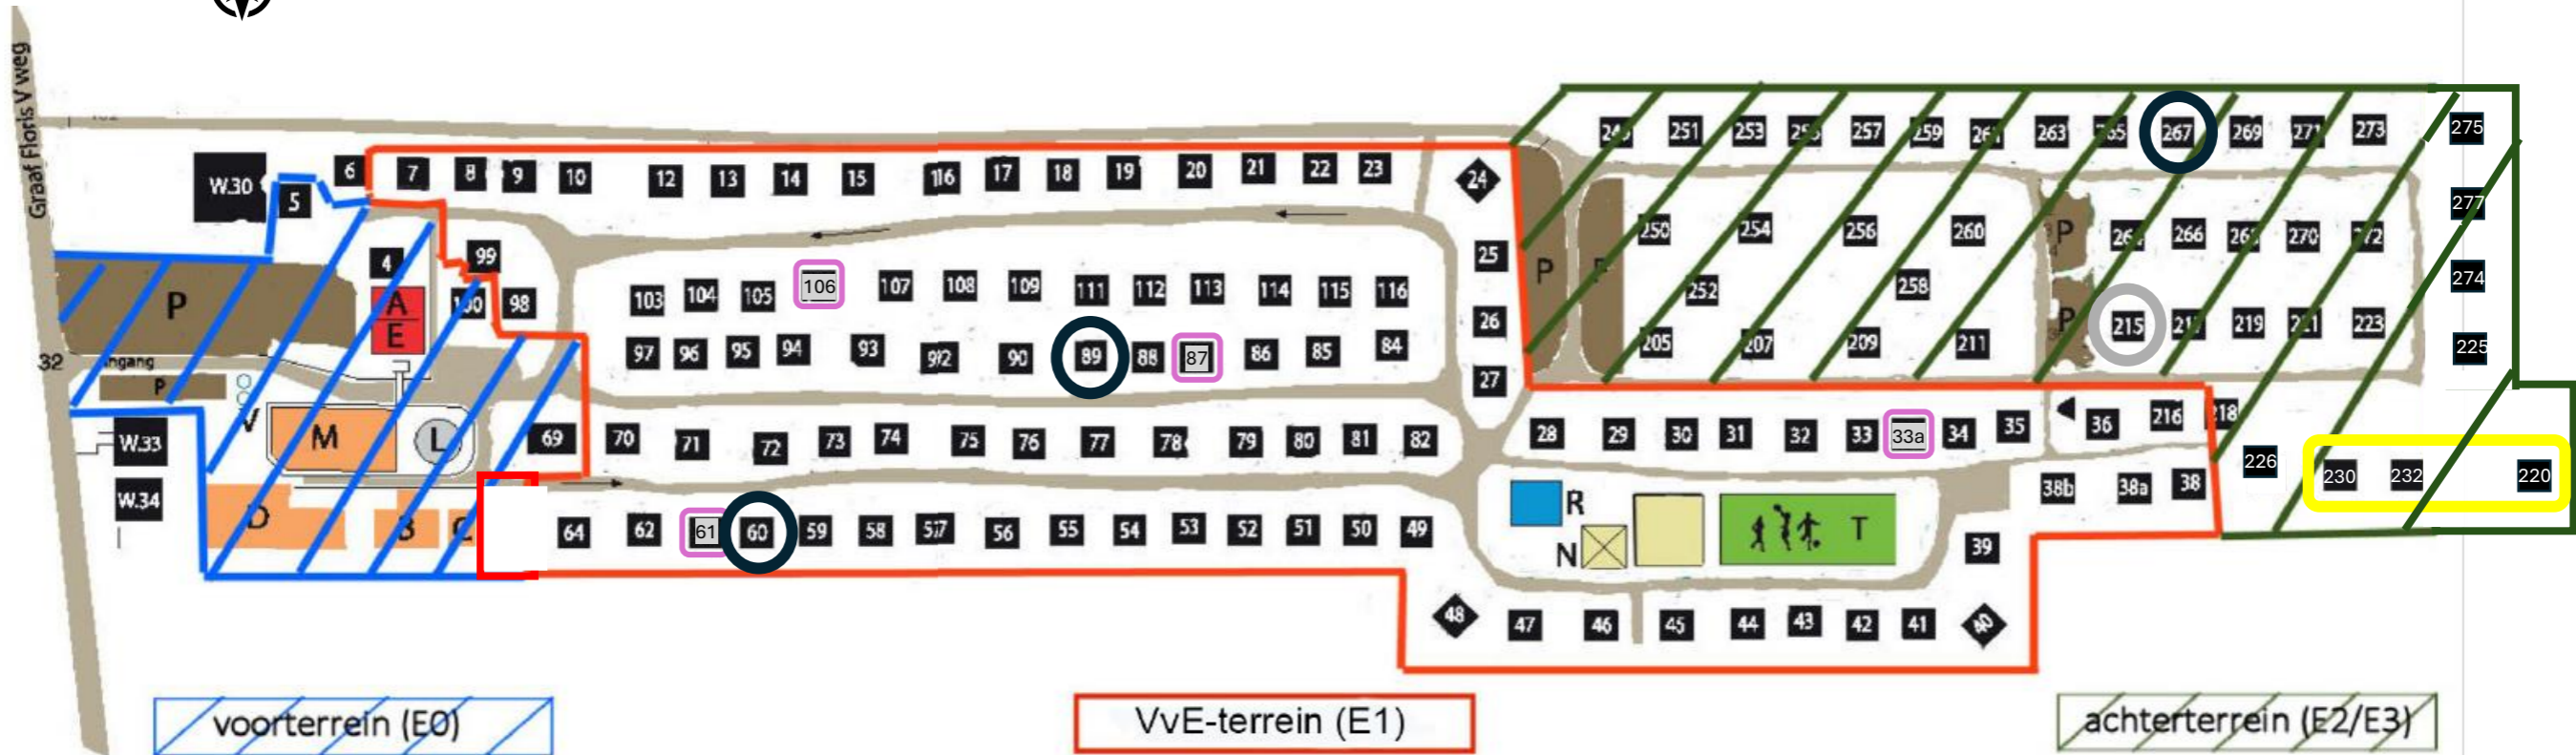 Graaf Floris V weg
W.30 5 6 7 8 9 10 12 13 14 15 116 17 18 19 20 21 22 23 24
251 253 257 259 263 267 269 273 275
4 99 25 250 254 256 260 P 266 270 277
P A 100 98 103 104 105 106 107 108 109 111 112 113 114 115 116 P 252 258 274
E 26 P 215 219 223
32 P 97 96 95 94 93 92 90 89 88 87 86 85 84 27 205 207 209 211 225
V M L 69 70 71 72 73 74 75 76 77 78 79 80 81 82 28 29 30 31 32 33 33a 34 35 36 216 218
W.33
226 230 232 220
W.34 38b 38a 38
D B C 64 62 61 60 59 58 57 56 55 54 53 52 51 50 49 R N T 39
48 47 46 45 44 43 42 41 40
voorterrein (E0) VvE-terrein (E1) achterterrein (E2/E3)